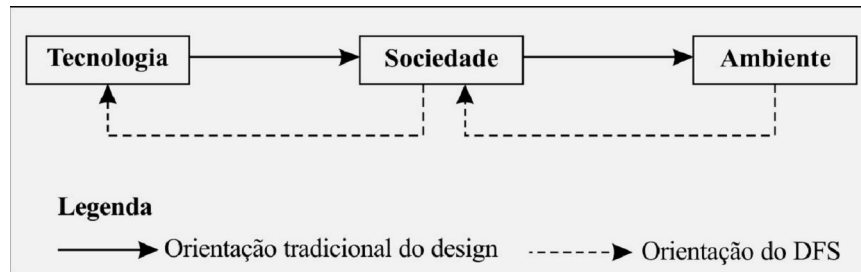 Tecnologia Sociedade Ambiente
Legenda
Orientação tradicional do design Orientação do DFS